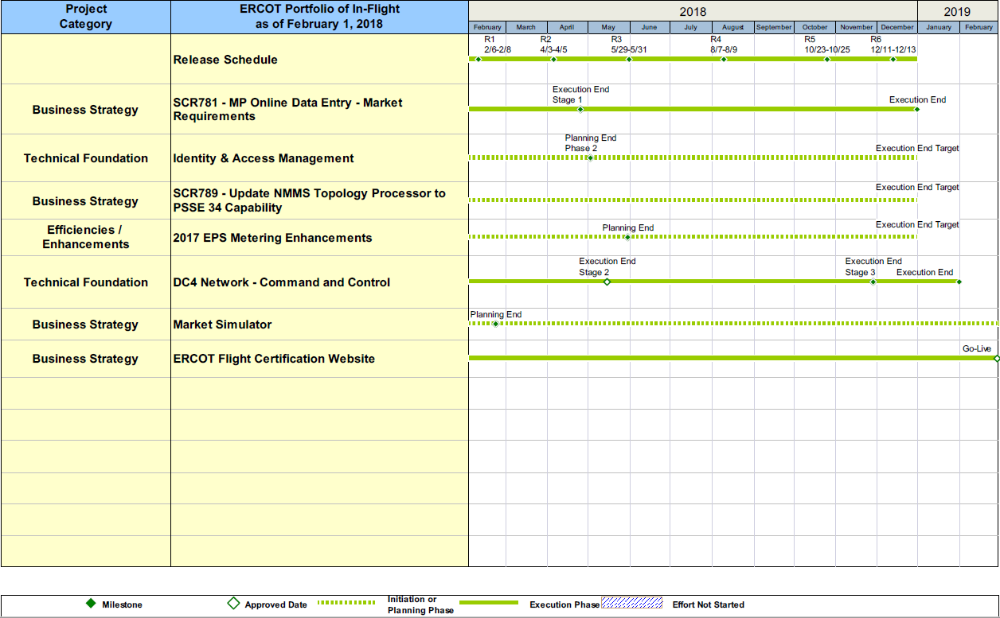 Project
Category
ERCOT Portfolio of In-Flight
as of February 1, 2018
2018
2019
February March April May June July August September October November December January February
R1 R2 R3 R4 R5 R6
2/6-2/8 4/3-4/5 5/29-5/31 8/7-8/9 10/23-10/25 12/11-12/13
Release Schedule
Business Strategy
SCR781 - MP Online Data Entry - Market
Requirements
Execution End
Stage 1
Execution End
Technical Foundation
Identity & Access Management
Planning End
Phase 2
Execution End Target
Business Strategy
SCR789 - Update NMMS Topology Processor to
PSSE 34 Capability
Execution End Target
Efficiencies /
Enhancements
2017 EPS Metering Enhancements
Planning End
Execution End Target
Technical Foundation
DC4 Network - Command and Control
Execution End
Stage 2
Execution End
Stage 3
Execution End
Business Strategy
Market Simulator
Planning End
Business Strategy
ERCOT Flight Certification Website
Go-Live
Milestone
Approved Date
Initiation or
Planning Phase
Execution Phase
Effort Not Started